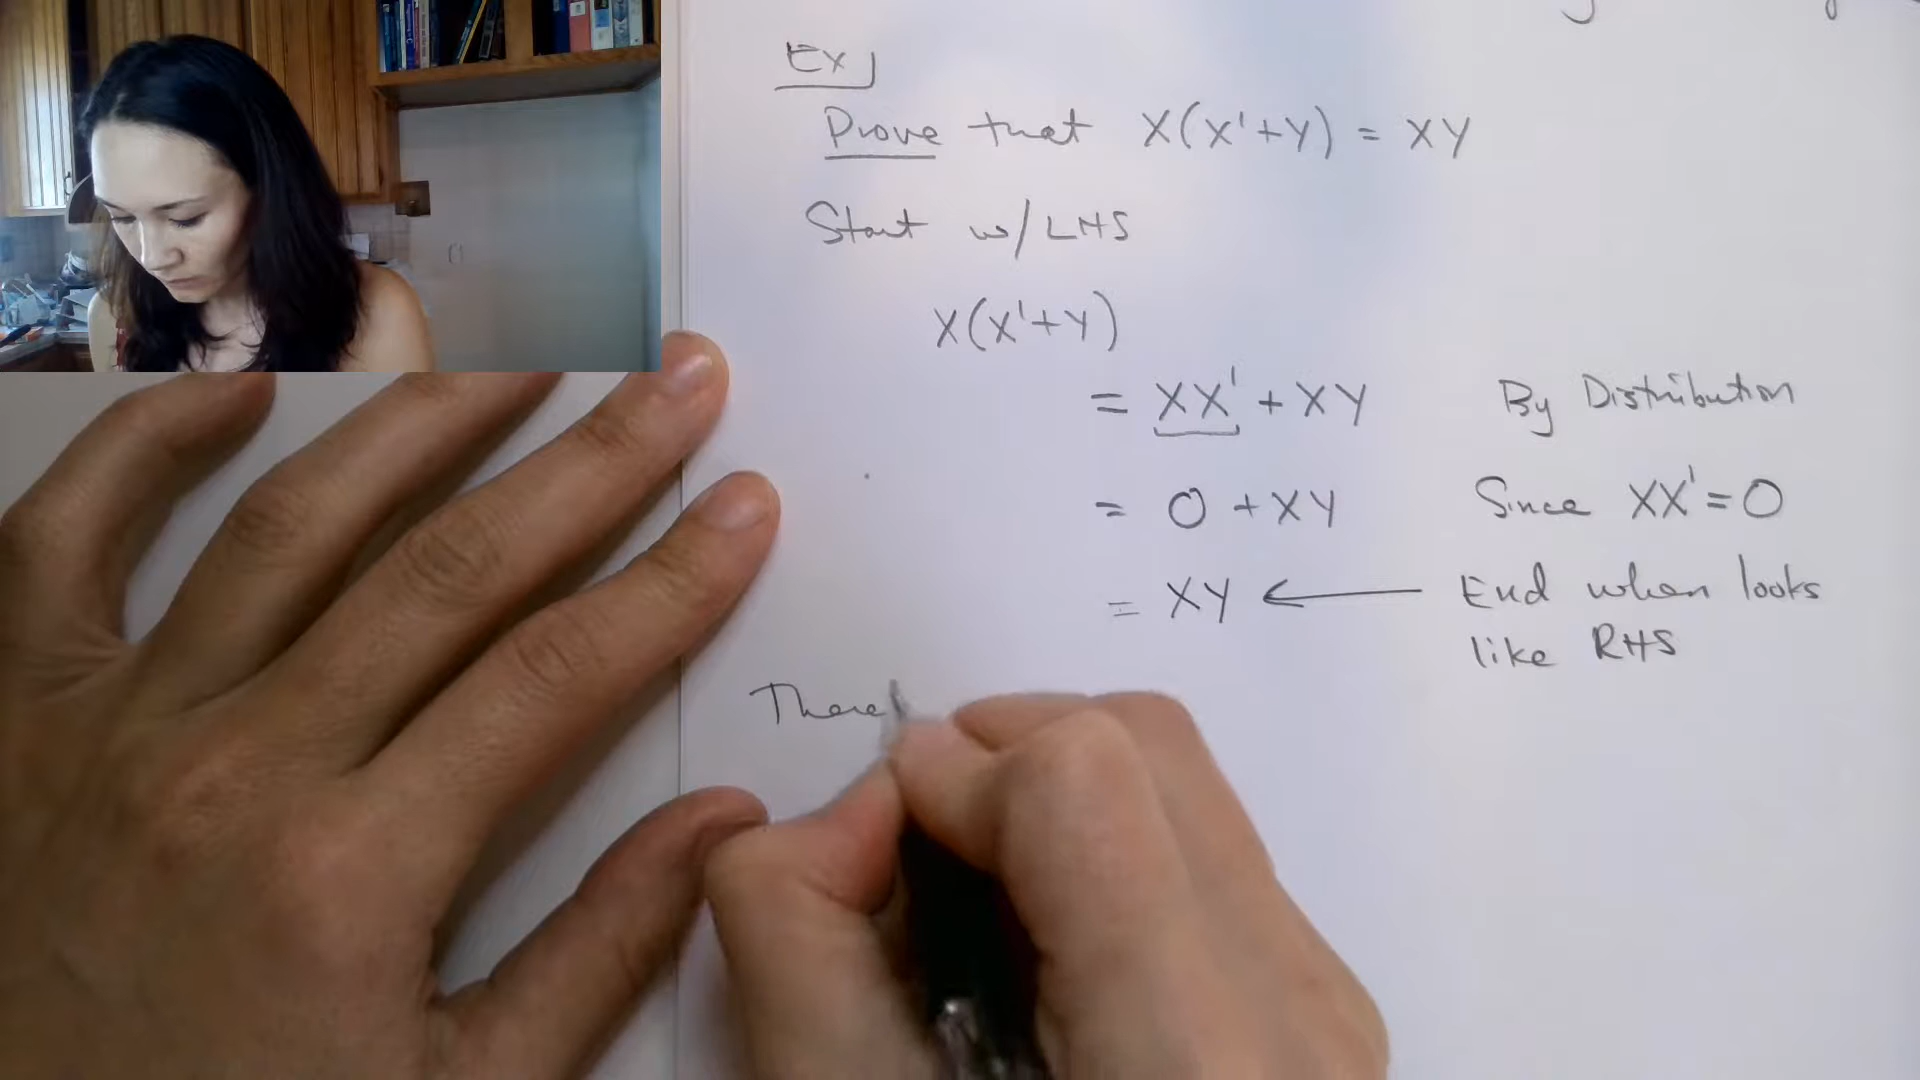 Ex
Prove that X(X'+Y) = XY
Start w/ LHS
X(X'+Y)
= XX' + XY By Distribution
= 0 + XY Since XX' = 0
= XY ← End when looks
like RHS
There